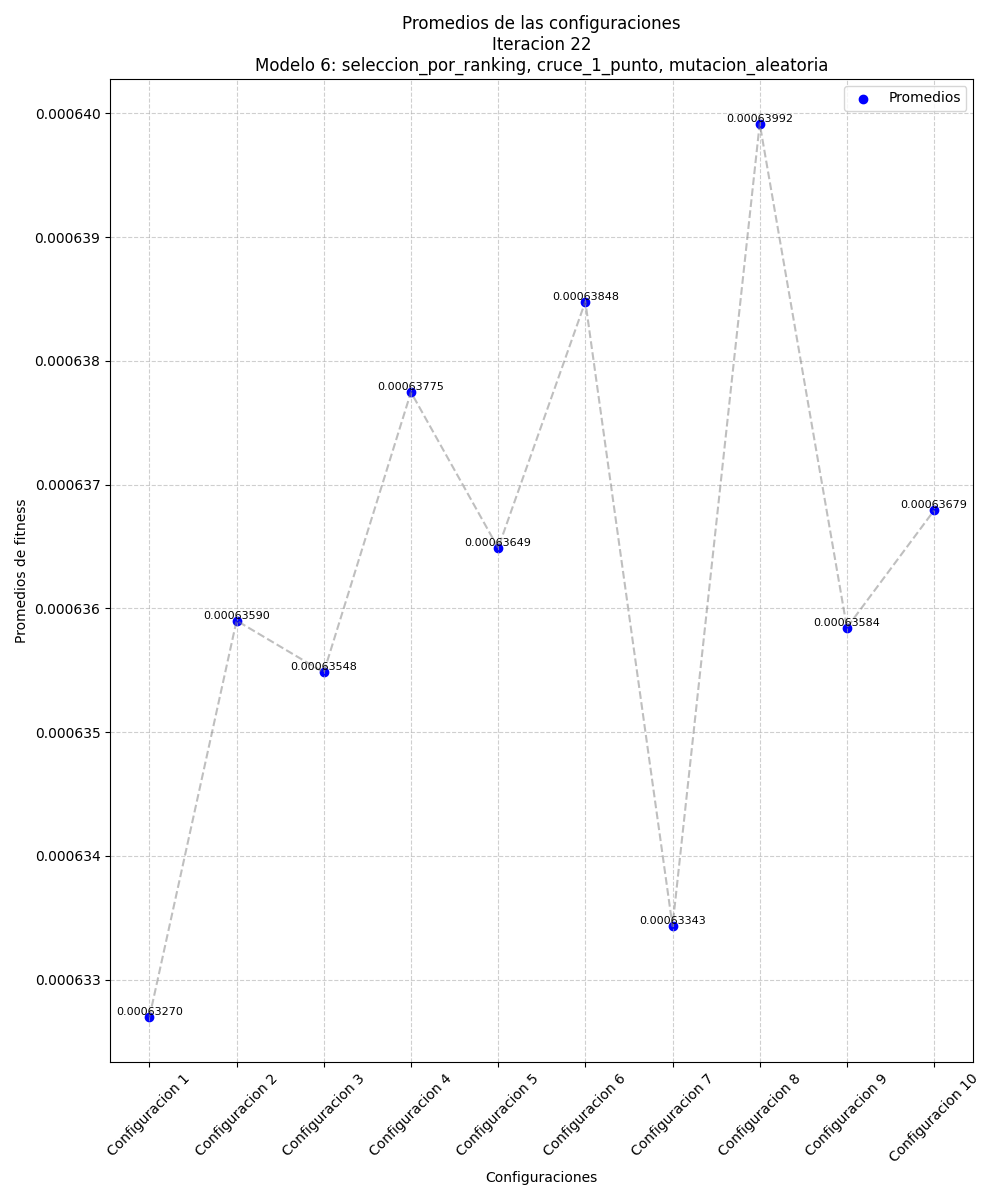 Promedios de las configuraciones
Iteracion 22
Modelo 6: seleccion_por_ranking, cruce_1_punto, mutacion_aleatoria
Promedios
0.000640
0.000639
0.000638
0.000637
0.000636
0.000635
0.000634
0.000633
Promedios de fitness
0.00063270
0.00063590
0.00063548
0.00063775
0.00063649
0.00063848
0.00063343
0.00063992
0.00063584
0.00063679
Configuracion 1
Configuracion 2
Configuracion 3
Configuracion 4
Configuracion 5
Configuracion 6
Configuracion 7
Configuracion 8
Configuracion 9
Configuracion 10
Configuraciones